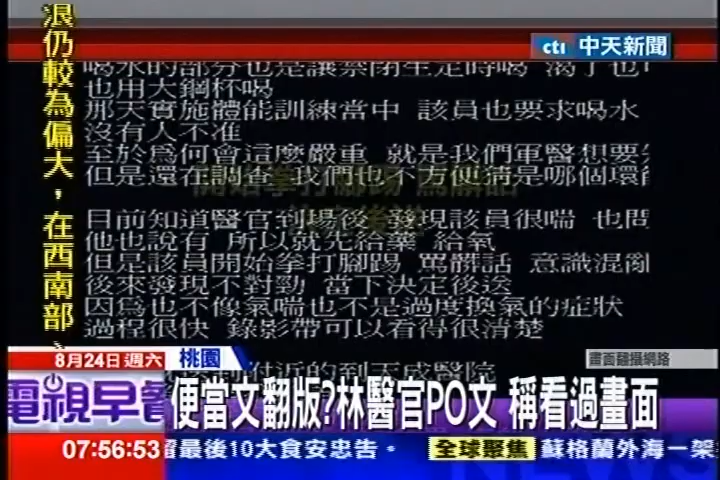 cti 中天新聞
浪仍較為偏大，在西南部
喝水的部分也是讓禁閉生定時喝 渴了也
也用大鋼杯喝
那天實施體能訓練當中 該員也要求喝水
沒有人不准
至於為何會這麼嚴重 就是我們軍醫想要
但是還在調查 我們也不方便猜是哪個環
目前知道醫官到場後 發現該員很喘 也問
他也說有 所以就先給藥 給氧
但是該員開始拳打腳踢 罵髒話 意識混亂
後來發現不對勁 當下決定後送
因為也不像氣喘也不是過度換氣的症狀
過程很快 錄影帶可以看得很清楚
附近的到天成醫院
畫面翻攝網路
8月24日 週六
桃園
電視早餐
便當文翻版?林醫官PO文 稱看過畫面
07:56:53
留最後10大食安忠告。 全球聚焦 蘇格蘭外海一架
NEWS